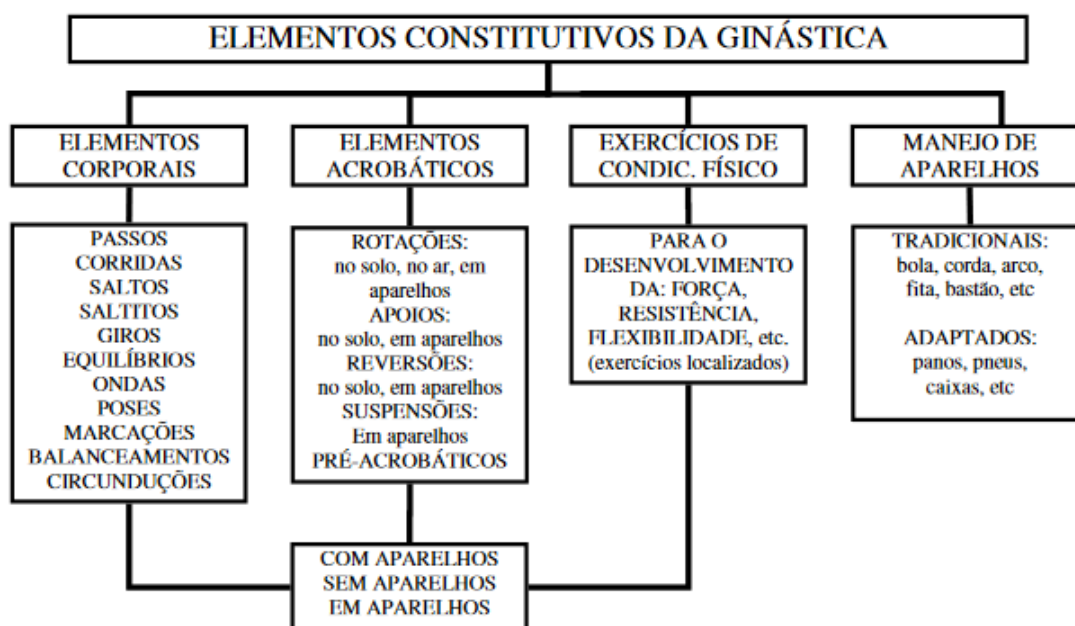 ELEMENTOS CONSTITUTIVOS DA GINÁSTICA
ELEMENTOS
CORPORAIS
ELEMENTOS
ACROBÁTICOS
EXERCÍCIOS DE
CONDIC. FÍSICO
MANEJO DE
APARELHOS
PASSOS
CORRIDAS
SALTOS
SALTITOS
GIROS
EQUILÍBRIOS
ONDAS
POSES
MARCAÇÕES
BALANCEAMENTOS
CIRCUNDUÇÕES
ROTAÇÕES:
no solo, no ar, em
aparelhos
APOIOS:
no solo, em aparelhos
REVERSÕES:
no solo, em aparelhos
SUSPENSÕES:
Em aparelhos
PRÉ-ACROBÁTICOS
PARA O
DESENVOLVIMENTO
DA: FORÇA,
RESISTÊNCIA,
FLEXIBILIDADE, etc.
(exercícios localizados)
TRADICIONAIS:
bola, corda, arco,
fita, bastão, etc
ADAPTADOS:
panos, pneus,
caixas, etc
COM APARELHOS
SEM APARELHOS
EM APARELHOS